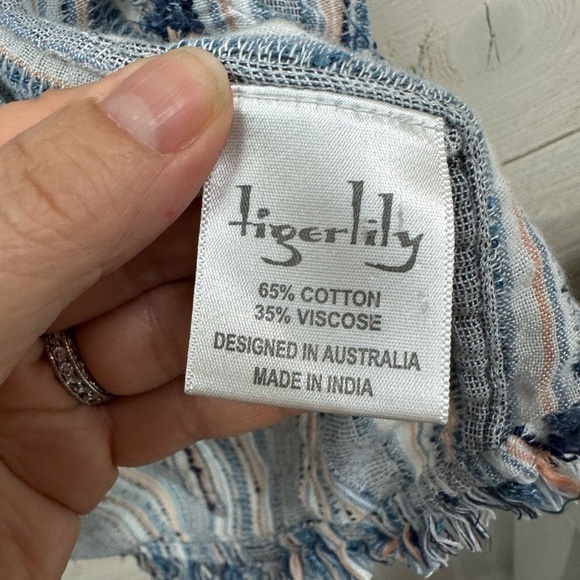 tigerlily
65% COTTON
35% VISCOSE
DESIGNED IN AUSTRALIA
MADE IN INDIA